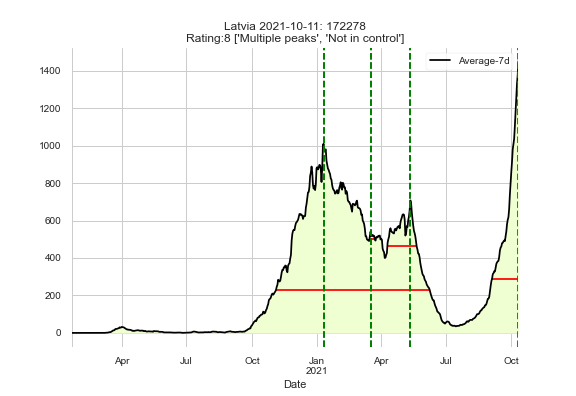 Latvia 2021-10-11: 172278
Rating:8 ['Multiple peaks', 'Not in control']
Average-7d
1400
1200
1000
800
600
400
200
0
Apr Jul Oct Jan Apr Jul Oct
2021
Date